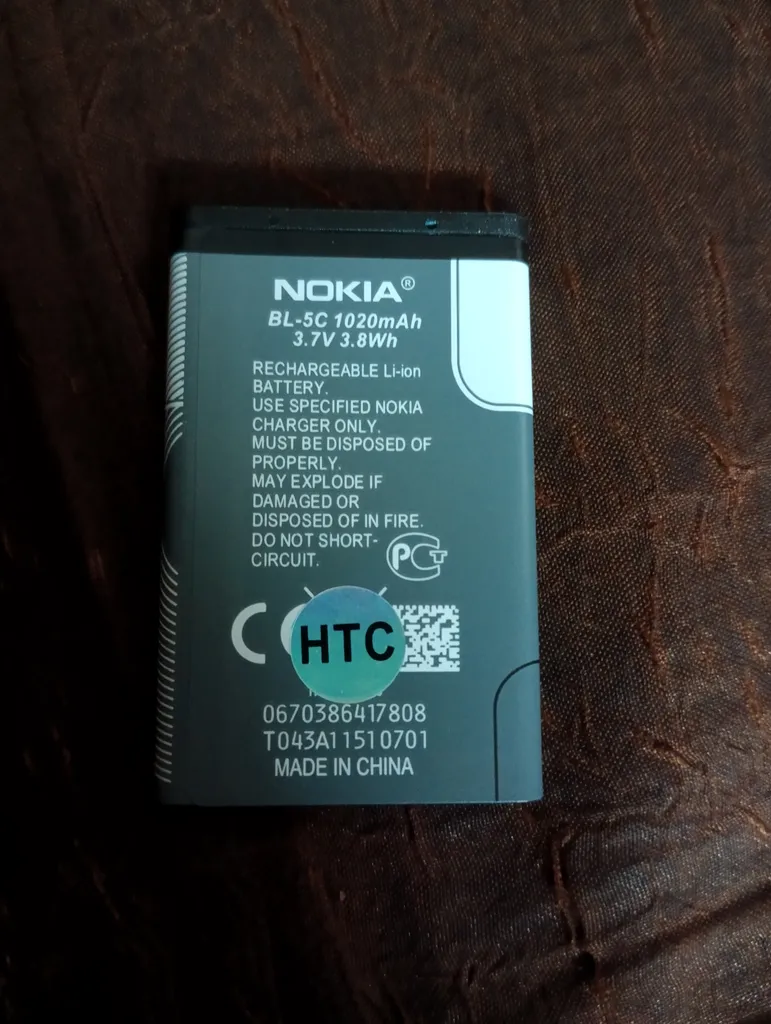 NOKIA®
BL-5C 1020mAh
3.7V 3.8Wh
RECHARGEABLE Li-ion
BATTERY.
USE SPECIFIED NOKIA
CHARGER ONLY.
MUST BE DISPOSED OF
PROPERLY.
MAY EXPLODE IF
DAMAGED OR
DISPOSED OF IN FIRE.
DO NOT SHORT-
CIRCUIT.
PCT
CE
HTC
0670386417808
T043A11510701
MADE IN CHINA